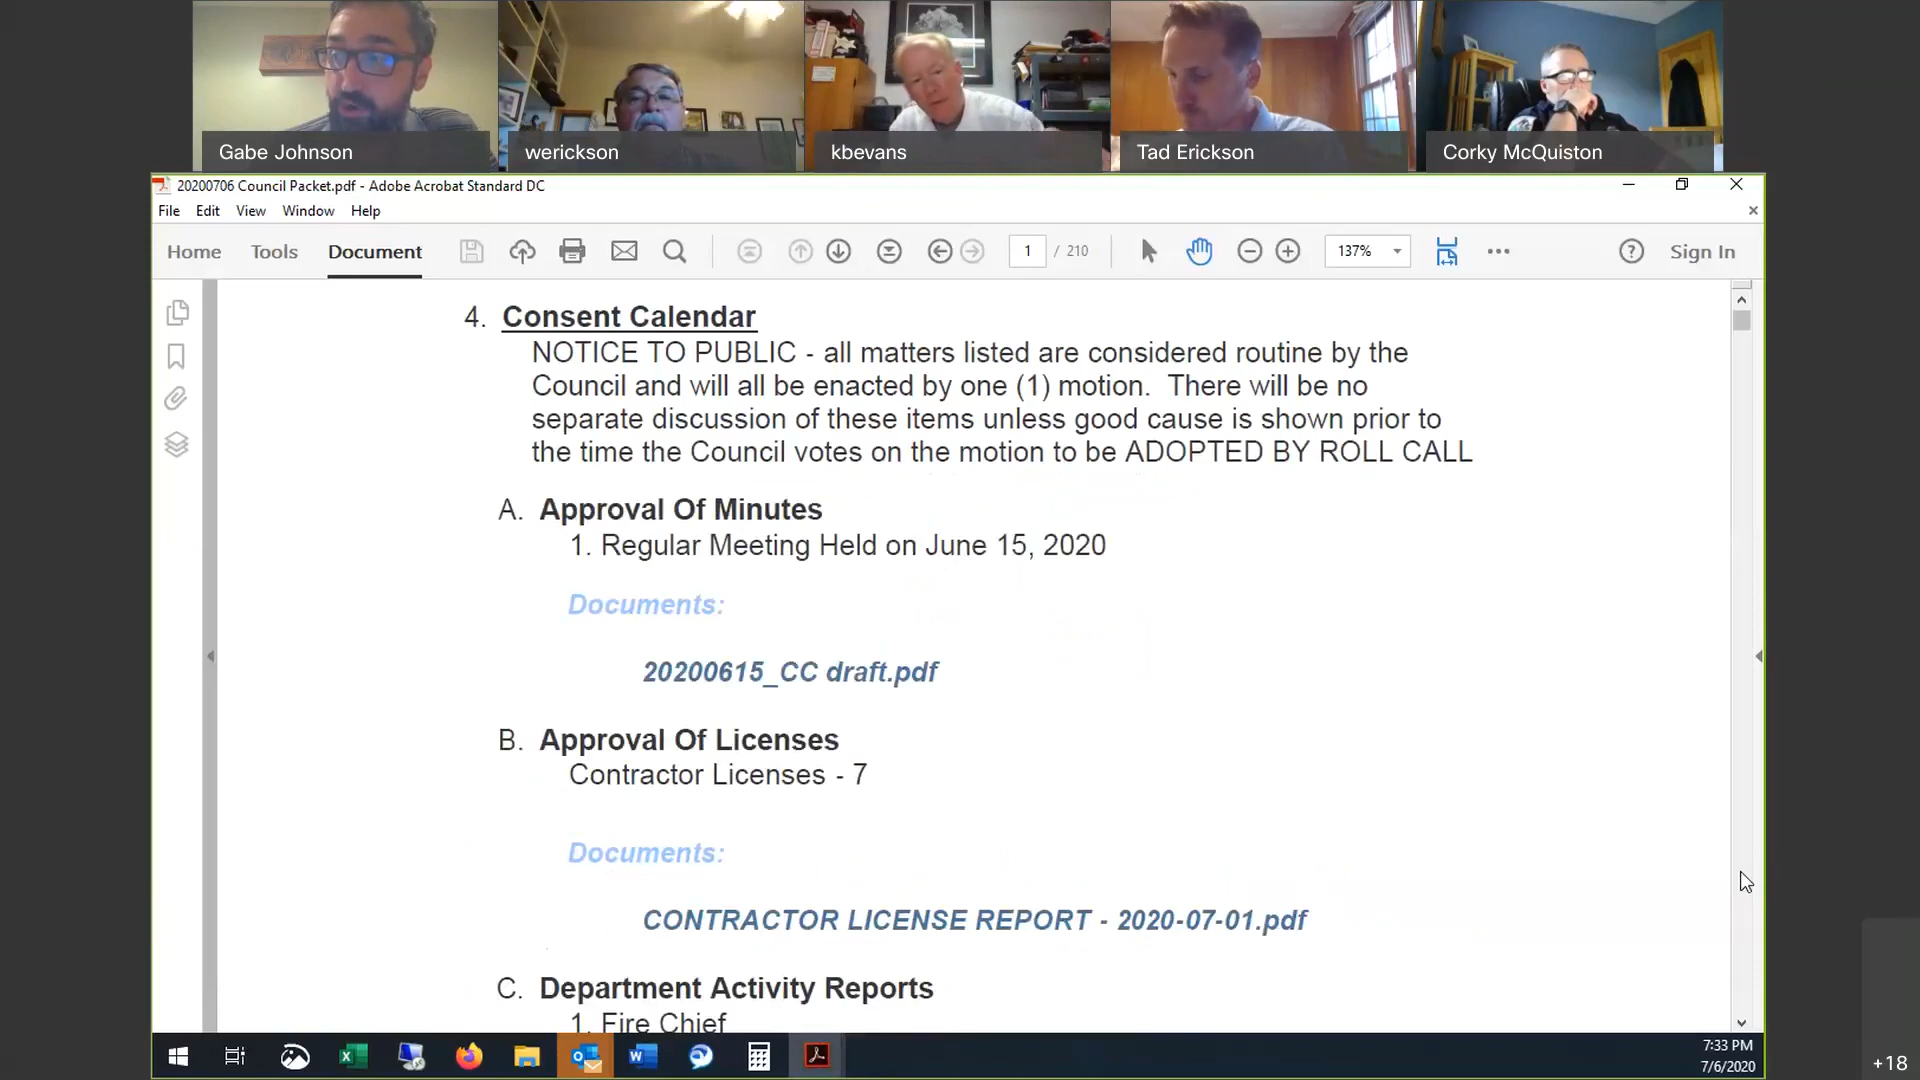 Gabe Johnson
werickson
kbevans
Tad Erickson
Corky McQuiston
20200706 Council Packet.pdf - Adobe Acrobat Standard DC
File Edit View Window Help
Home Tools Document 1 / 210 137% Sign In
4. Consent Calendar
NOTICE TO PUBLIC - all matters listed are considered routine by the
Council and will all be enacted by one (1) motion. There will be no
separate discussion of these items unless good cause is shown prior to
the time the Council votes on the motion to be ADOPTED BY ROLL CALL
A. Approval Of Minutes
1. Regular Meeting Held on June 15, 2020
Documents:
20200615_CC draft.pdf
B. Approval Of Licenses
Contractor Licenses - 7
Documents:
CONTRACTOR LICENSE REPORT - 2020-07-01.pdf
C. Department Activity Reports
1. Fire Chief
7:33 PM
7/6/2020
+18